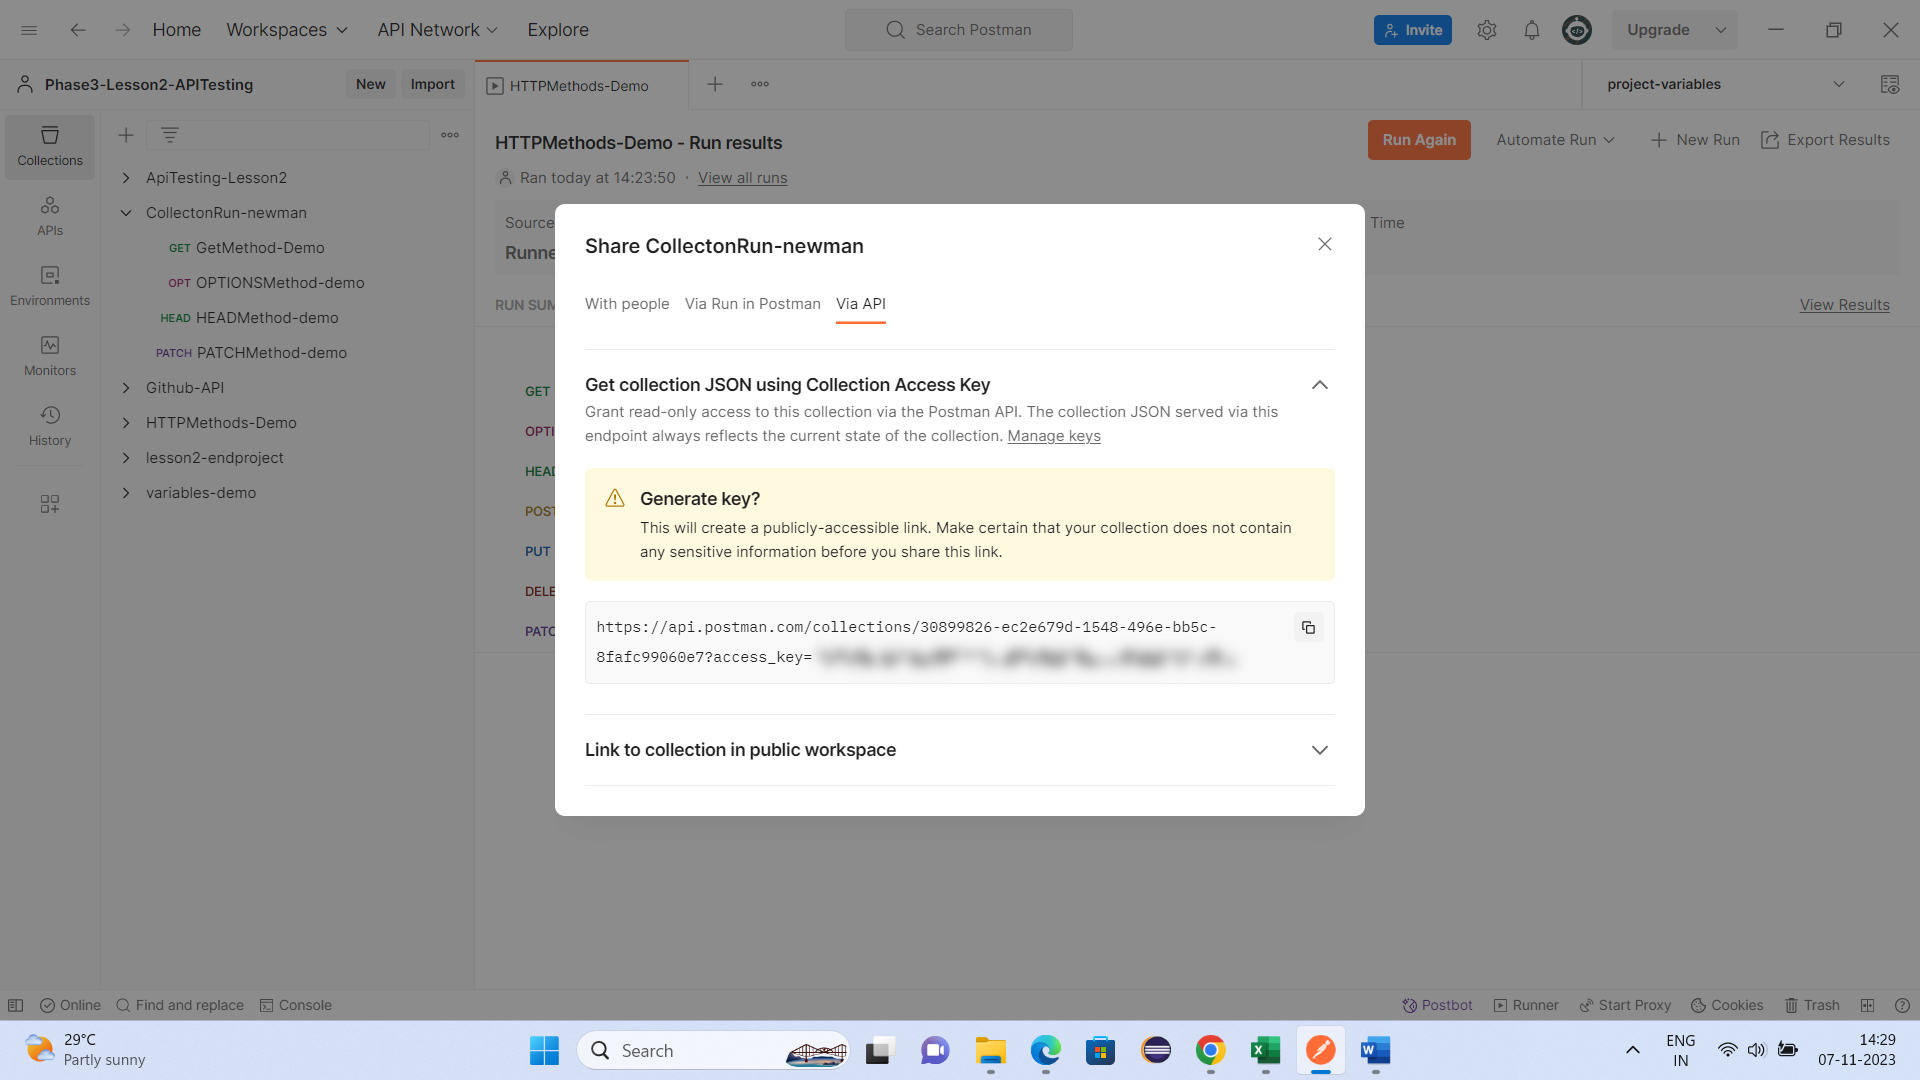 Home
Workspaces
API Network
Explore
Search Postman
Invite
Upgrade
Phase3-Lesson2-APITesting
New
Import
HTTPMethods-Demo
project-variables
Collections
APIs
Environments
Monitors
History
ApiTesting-Lesson2
CollectonRun-newman
GET GetMethod-Demo
OPT OPTIONSMethod-demo
HEAD HEADMethod-demo
PATCH PATCHMethod-demo
Github-API
HTTPMethods-Demo
lesson2-endproject
variables-demo
HTTPMethods-Demo - Run results
Run Again
Automate Run
New Run
Export Results
Ran today at 14:23:50 · View all runs
Source
Time
Runne
RUN SUM
View Results
GET
OPTI
HEAD
POST
PUT
DELE
PATC
Share CollectonRun-newman
With people
Via Run in Postman
Via API
Get collection JSON using Collection Access Key
Grant read-only access to this collection via the Postman API. The collection JSON served via this
endpoint always reflects the current state of the collection. Manage keys
Generate key?
This will create a publicly-accessible link. Make certain that your collection does not contain
any sensitive information before you share this link.
https://api.postman.com/collections/30899826-ec2e679d-1548-496e-bb5c-
8fafc99060e7?access_key=
Link to collection in public workspace
Online
Find and replace
Console
Postbot
Runner
Start Proxy
Cookies
Trash
29°C
Partly sunny
Search
ENG
IN
14:29
07-11-2023